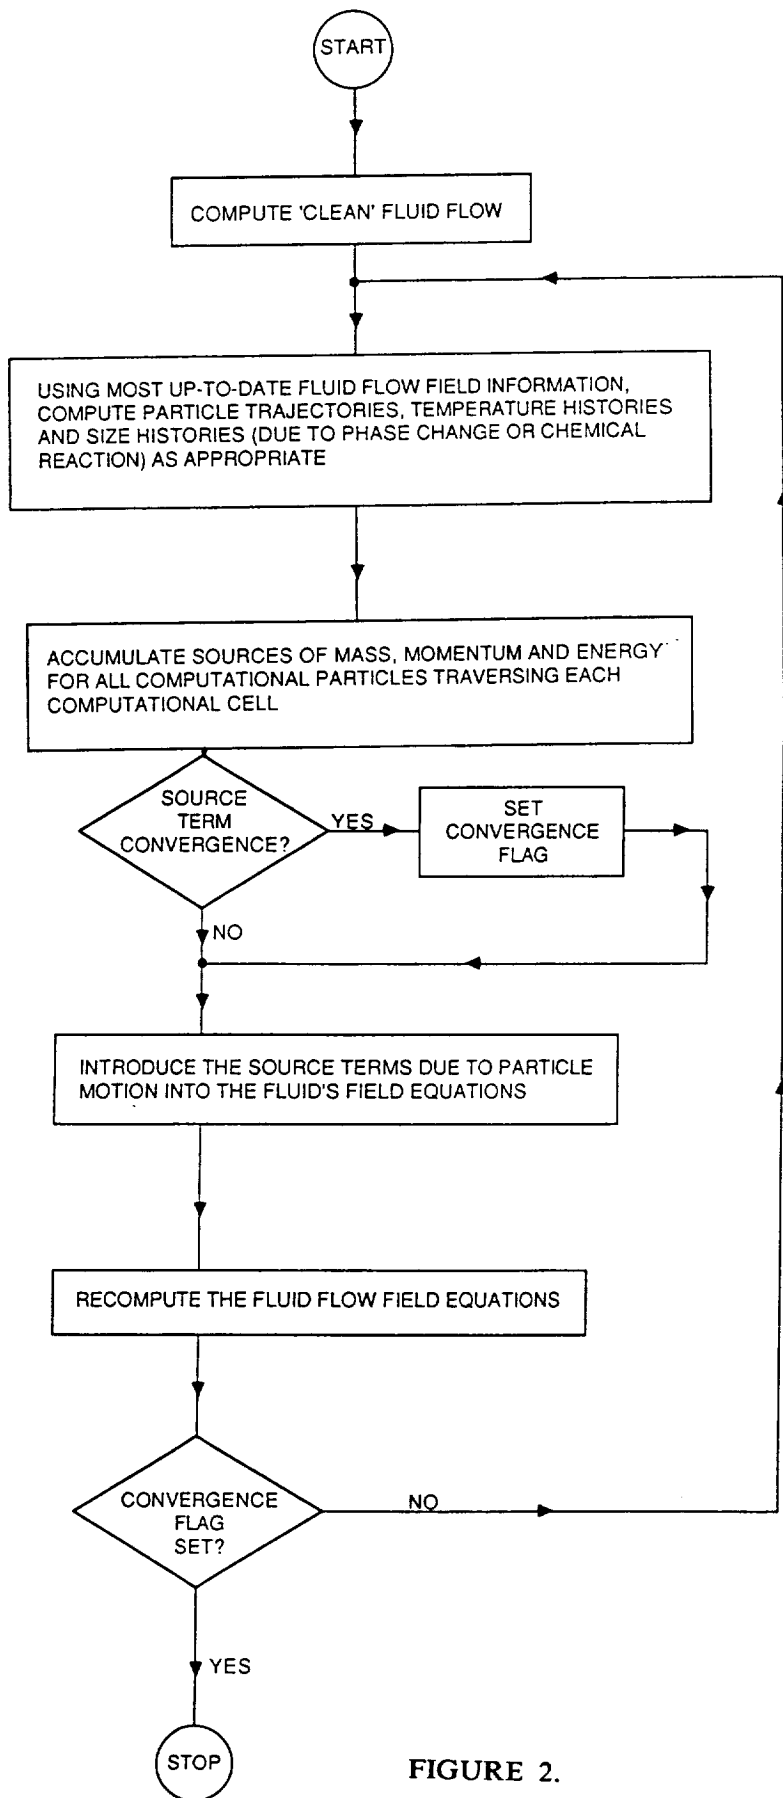 START
COMPUTE 'CLEAN' FLUID FLOW
USING MOST UP-TO-DATE FLUID FLOW FIELD INFORMATION,
COMPUTE PARTICLE TRAJECTORIES, TEMPERATURE HISTORIES
AND SIZE HISTORIES (DUE TO PHASE CHANGE OR CHEMICAL
REACTION) AS APPROPRIATE
ACCUMULATE SOURCES OF MASS, MOMENTUM AND ENERGY
FOR ALL COMPUTATIONAL PARTICLES TRAVERSING EACH
COMPUTATIONAL CELL
SOURCE
TERM
CONVERGENCE?
YES
SET
CONVERGENCE
FLAG
NO
INTRODUCE THE SOURCE TERMS DUE TO PARTICLE
MOTION INTO THE FLUID'S FIELD EQUATIONS
RECOMPUTE THE FLUID FLOW FIELD EQUATIONS
CONVERGENCE
FLAG
SET?
NO
YES
STOP
FIGURE 2.